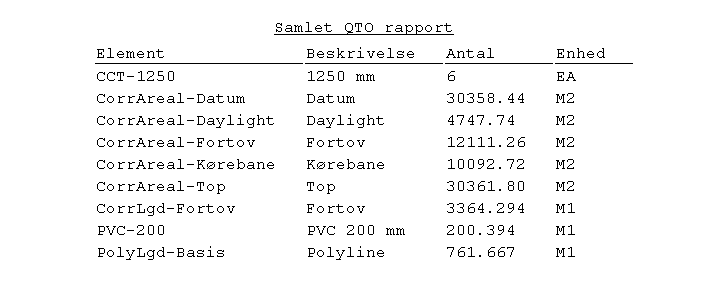 Samlet QTO rapport
Element Beskrivelse Antal Enhed
CCT-1250 1250 mm 6 EA
CorrAreal-Datum Datum 30358.44 M2
CorrAreal-Daylight Daylight 4747.74 M2
CorrAreal-Fortov Fortov 12111.26 M2
CorrAreal-Kørebane Kørebane 10092.72 M2
CorrAreal-Top Top 30361.80 M2
CorrLgd-Fortov Fortov 3364.294 M1
PVC-200 PVC 200 mm 200.394 M1
PolyLgd-Basis Polyline 761.667 M1